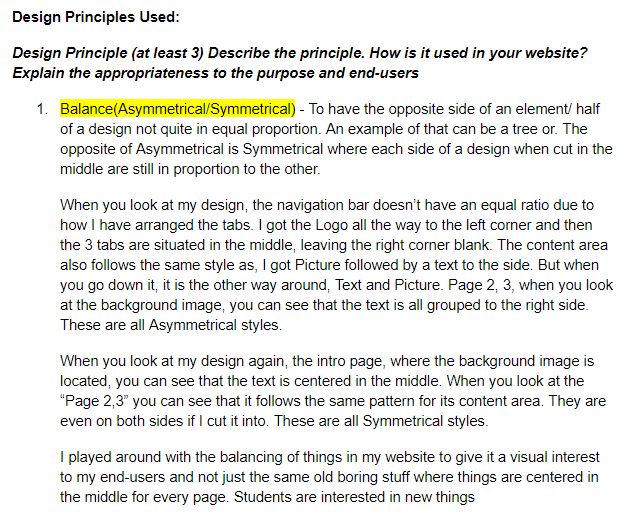 Design Principles Used:
Design Principle (at least 3) Describe the principle. How is it used in your website?
Explain the appropriateness to the purpose and end-users
1. Balance(Asymmetrical/Symmetrical) - To have the opposite side of an element/ half
of a design not quite in equal proportion. An example of that can be a tree or. The
opposite of Asymmetrical is Symmetrical where each side of a design when cut in the
middle are still in proportion to the other.
When you look at my design, the navigation bar doesn't have an equal ratio due to
how I have arranged the tabs. I got the Logo all the way to the left corner and then
the 3 tabs are situated in the middle, leaving the right corner blank. The content area
also follows the same style as, I got Picture followed by a text to the side. But when
you go down it, it is the other way around, Text and Picture. Page 2, 3, when you look
at the background image, you can see that the text is all grouped to the right side.
These are all Asymmetrical styles.
When you look at my design again, the intro page, where the background image is
located, you can see that the text is centered in the middle. When you look at the
“Page 2,3” you can see that it follows the same pattern for its content area. They are
even on both sides if I cut it into. These are all Symmetrical styles.
I played around with the balancing of things in my website to give it a visual interest
to my end-users and not just the same old boring stuff where things are centered in
the middle for every page. Students are interested in new things